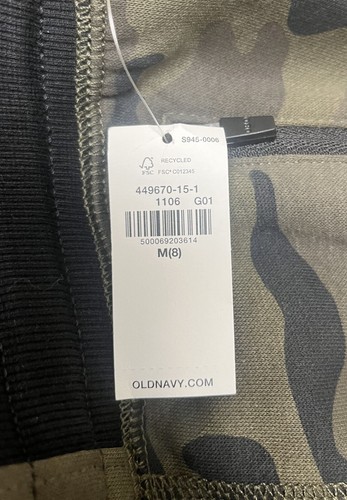 S945-0006
RECYCLED
FSC FSC® C012345
449670-15-1
1106 G01
500069203614
M(8)
OLDNAVY.COM